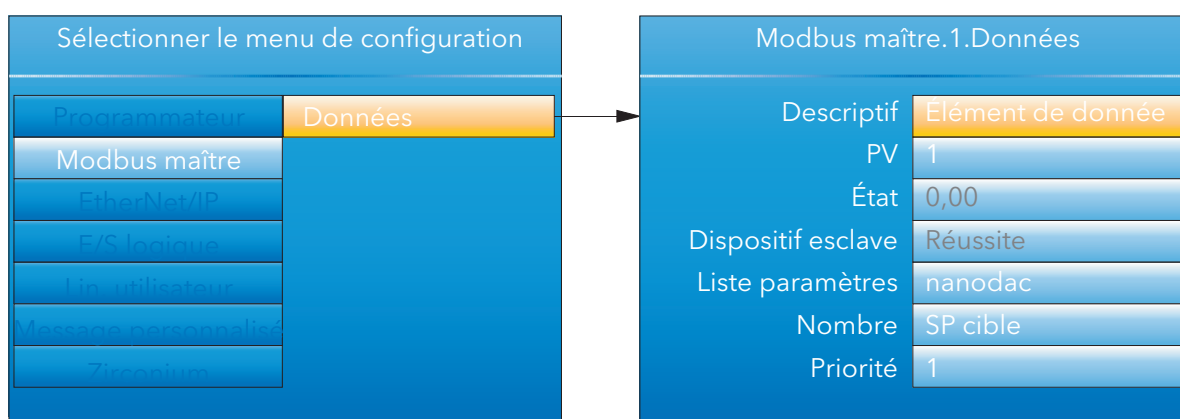 Sélectionner le menu de configuration
Programmateur
Données
Modbus maître
EtherNet/IP
E/S logique
Lin. utilisateur
Message personnalisé
Zirconium
Modbus maître.1.Données
Descriptif Élément de donnée
PV 1
État 0,00
Dispositif esclave Réussite
Liste paramètres nanodac
Nombre SP cible
Priorité 1